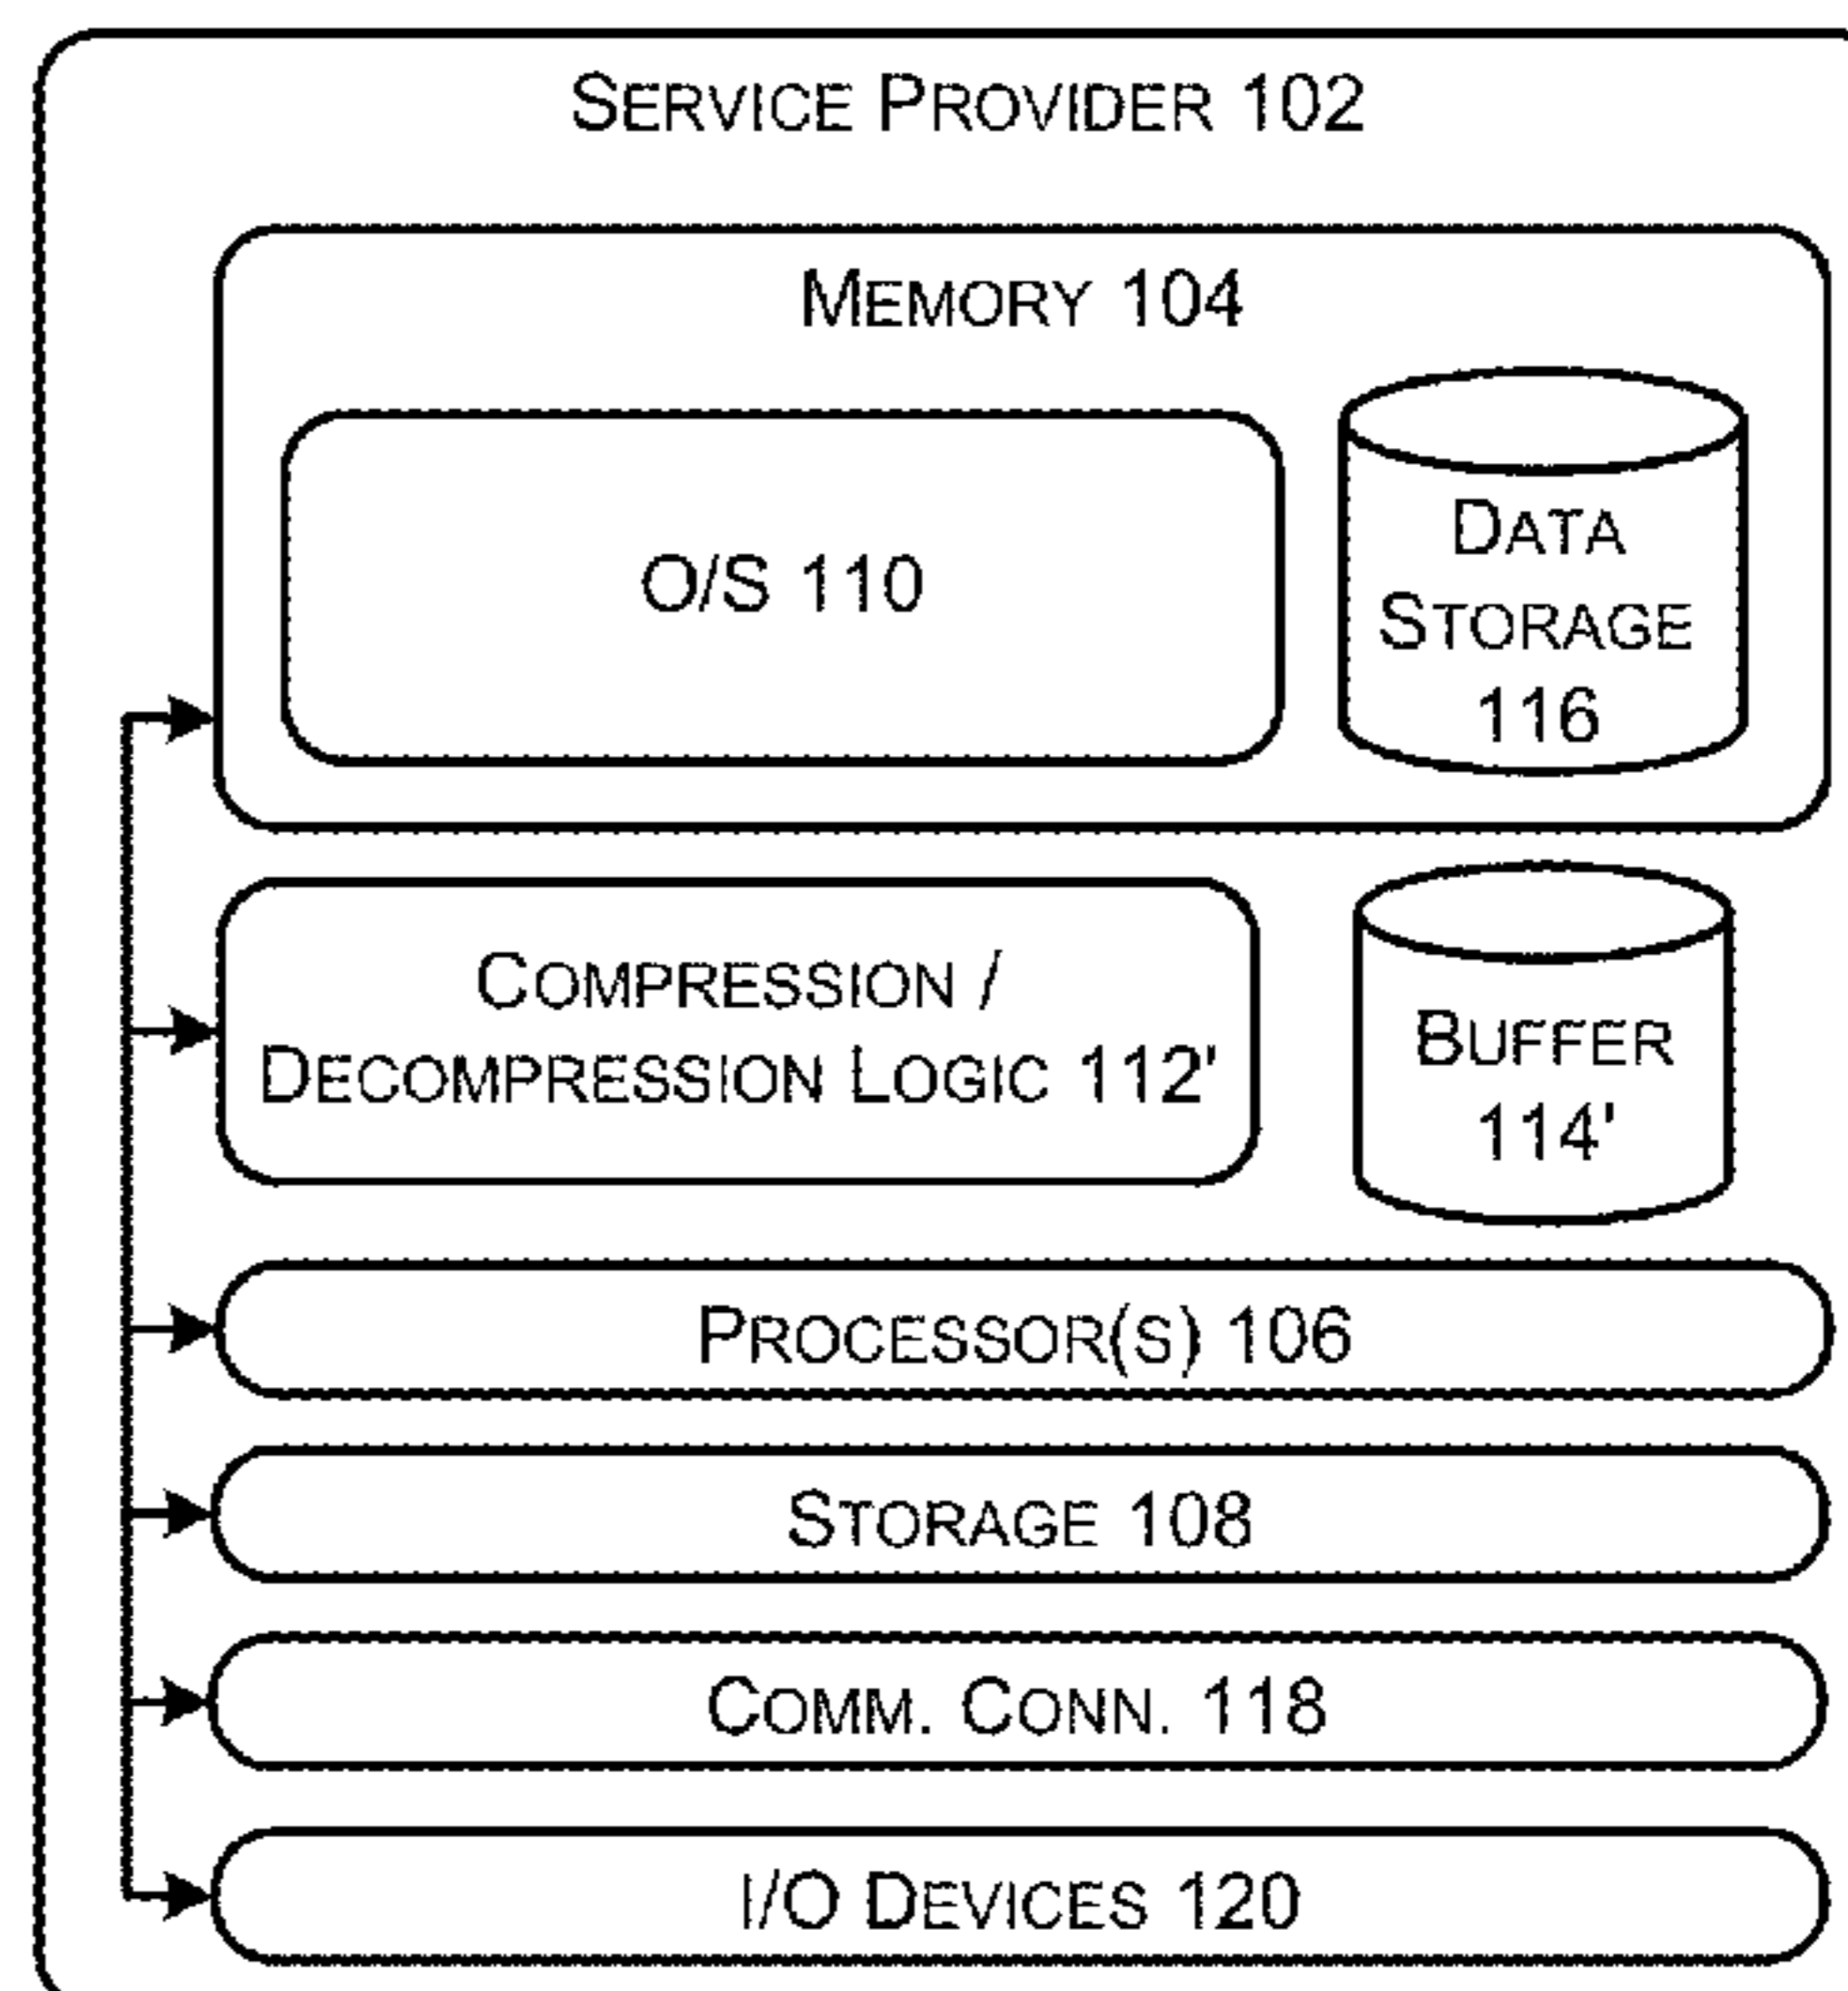 SERVICE PROVIDER 102
MEMORY 104
O/S 110
DATA
STORAGE
116
COMPRESSION /
DECOMPRESSION LOGIC 112'
BUFFER
114'
PROCESSOR(S) 106
STORAGE 108
COMM. CONN. 118
I/O DEVICES 120